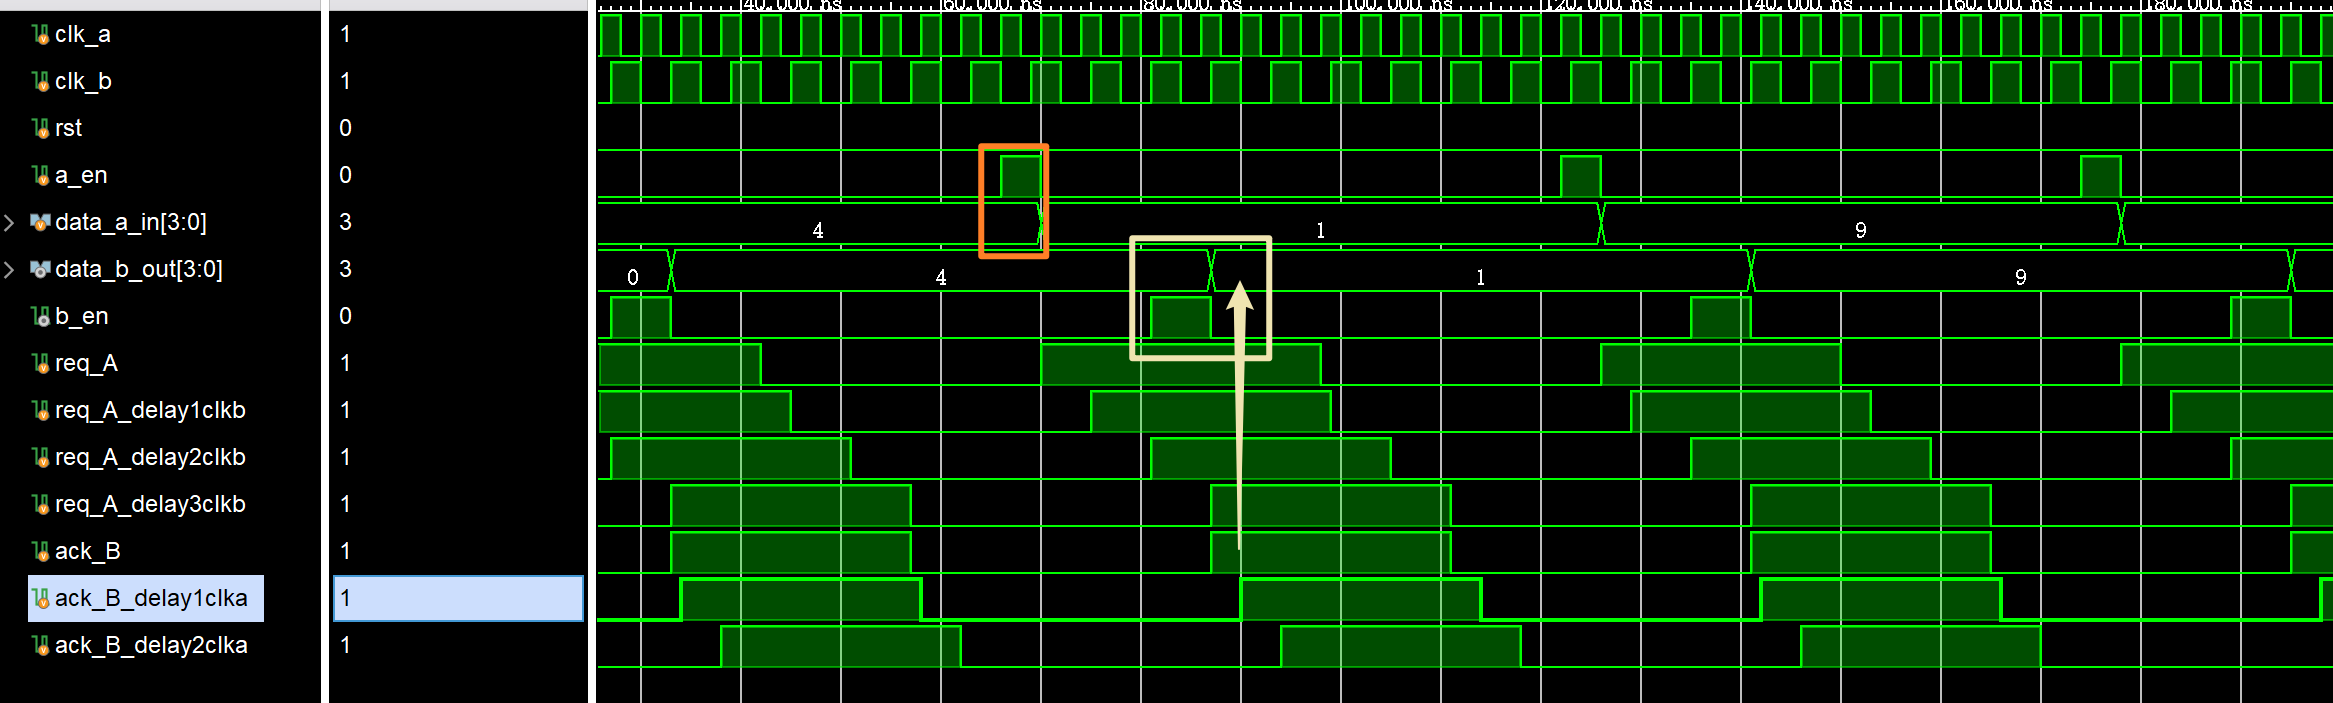 40.000 ns 60.000 ns 80.000 ns 100.000 ns 120.000 ns 140.000 ns 160.000 ns 180.000 ns
clk_a 1
clk_b 1
rst 0
a_en 0
data_a_in[3:0] 3 4 1 9
data_b_out[3:0] 3 0 4 1 9
b_en 0
req_A 1
req_A_delay1clkb 1
req_A_delay2clkb 1
req_A_delay3clkb 1
ack_B 1
ack_B_delay1clka 1
ack_B_delay2clka 1